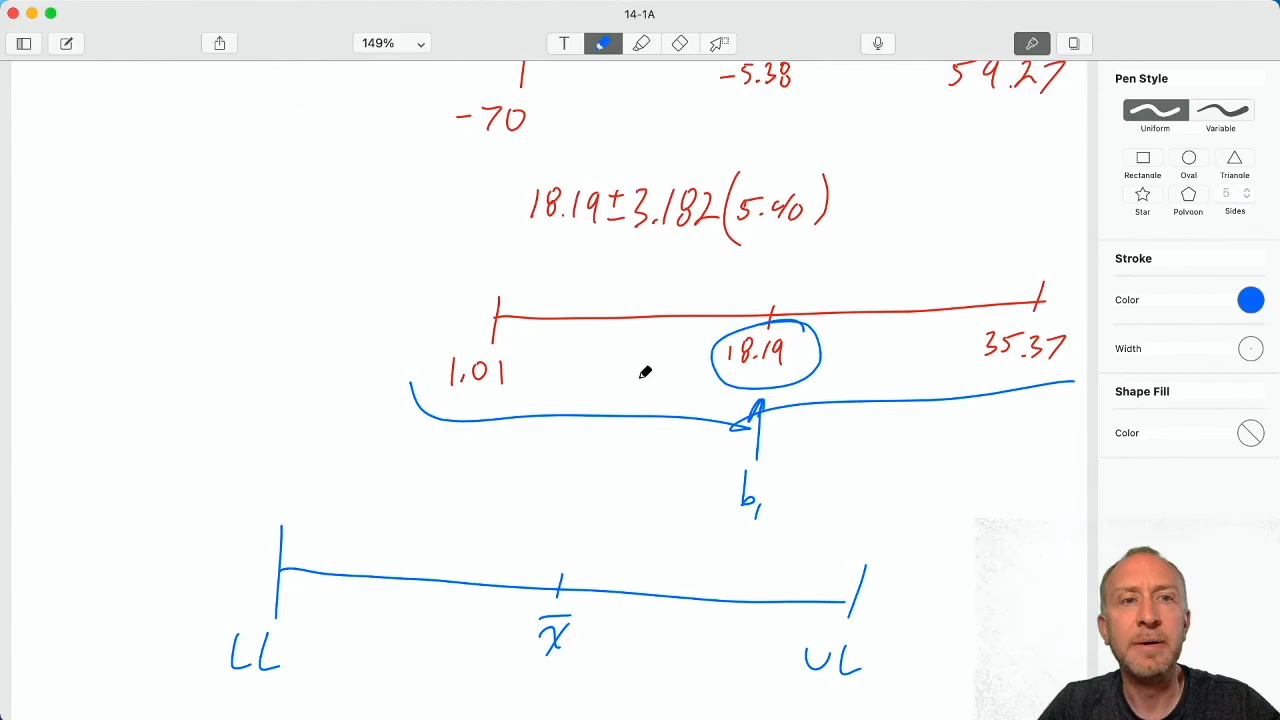 14-1A
149%
T
Pen Style
Uniform Variable
Rectangle Oval Triangle
Star Polygon Sides
5
Stroke
Color
Width
Shape Fill
Color
1 -5.38 59.27
-70
18.19 ± 3.182 (5.40)
1.01 18.19 35.37
b₁
LL x̄ UL